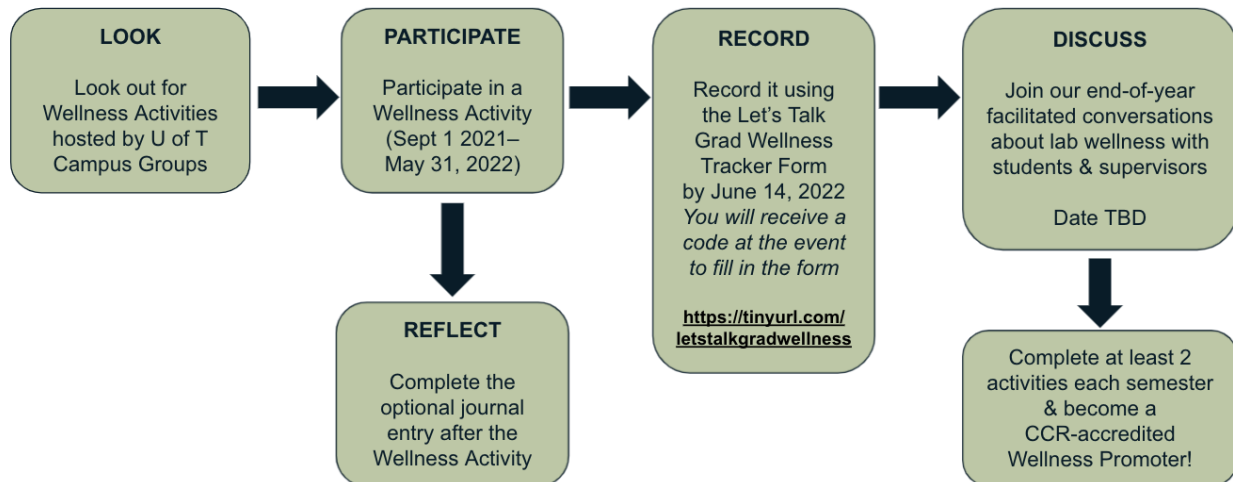 LOOK
Look out for
Wellness Activities
hosted by U of T
Campus Groups
PARTICIPATE
Participate in a
Wellness Activity
(Sept 1 2021–
May 31, 2022)
REFLECT
Complete the
optional journal
entry after the
Wellness Activity
RECORD
Record it using
the Let’s Talk
Grad Wellness
Tracker Form
by June 14, 2022
You will receive a
code at the event
to fill in the form
https://tinyurl.com/
letstalkgradwellness
DISCUSS
Join our end-of-year
facilitated conversations
about lab wellness with
students & supervisors
Date TBD
Complete at least 2
activities each semester
& become a
CCR-accredited
Wellness Promoter!